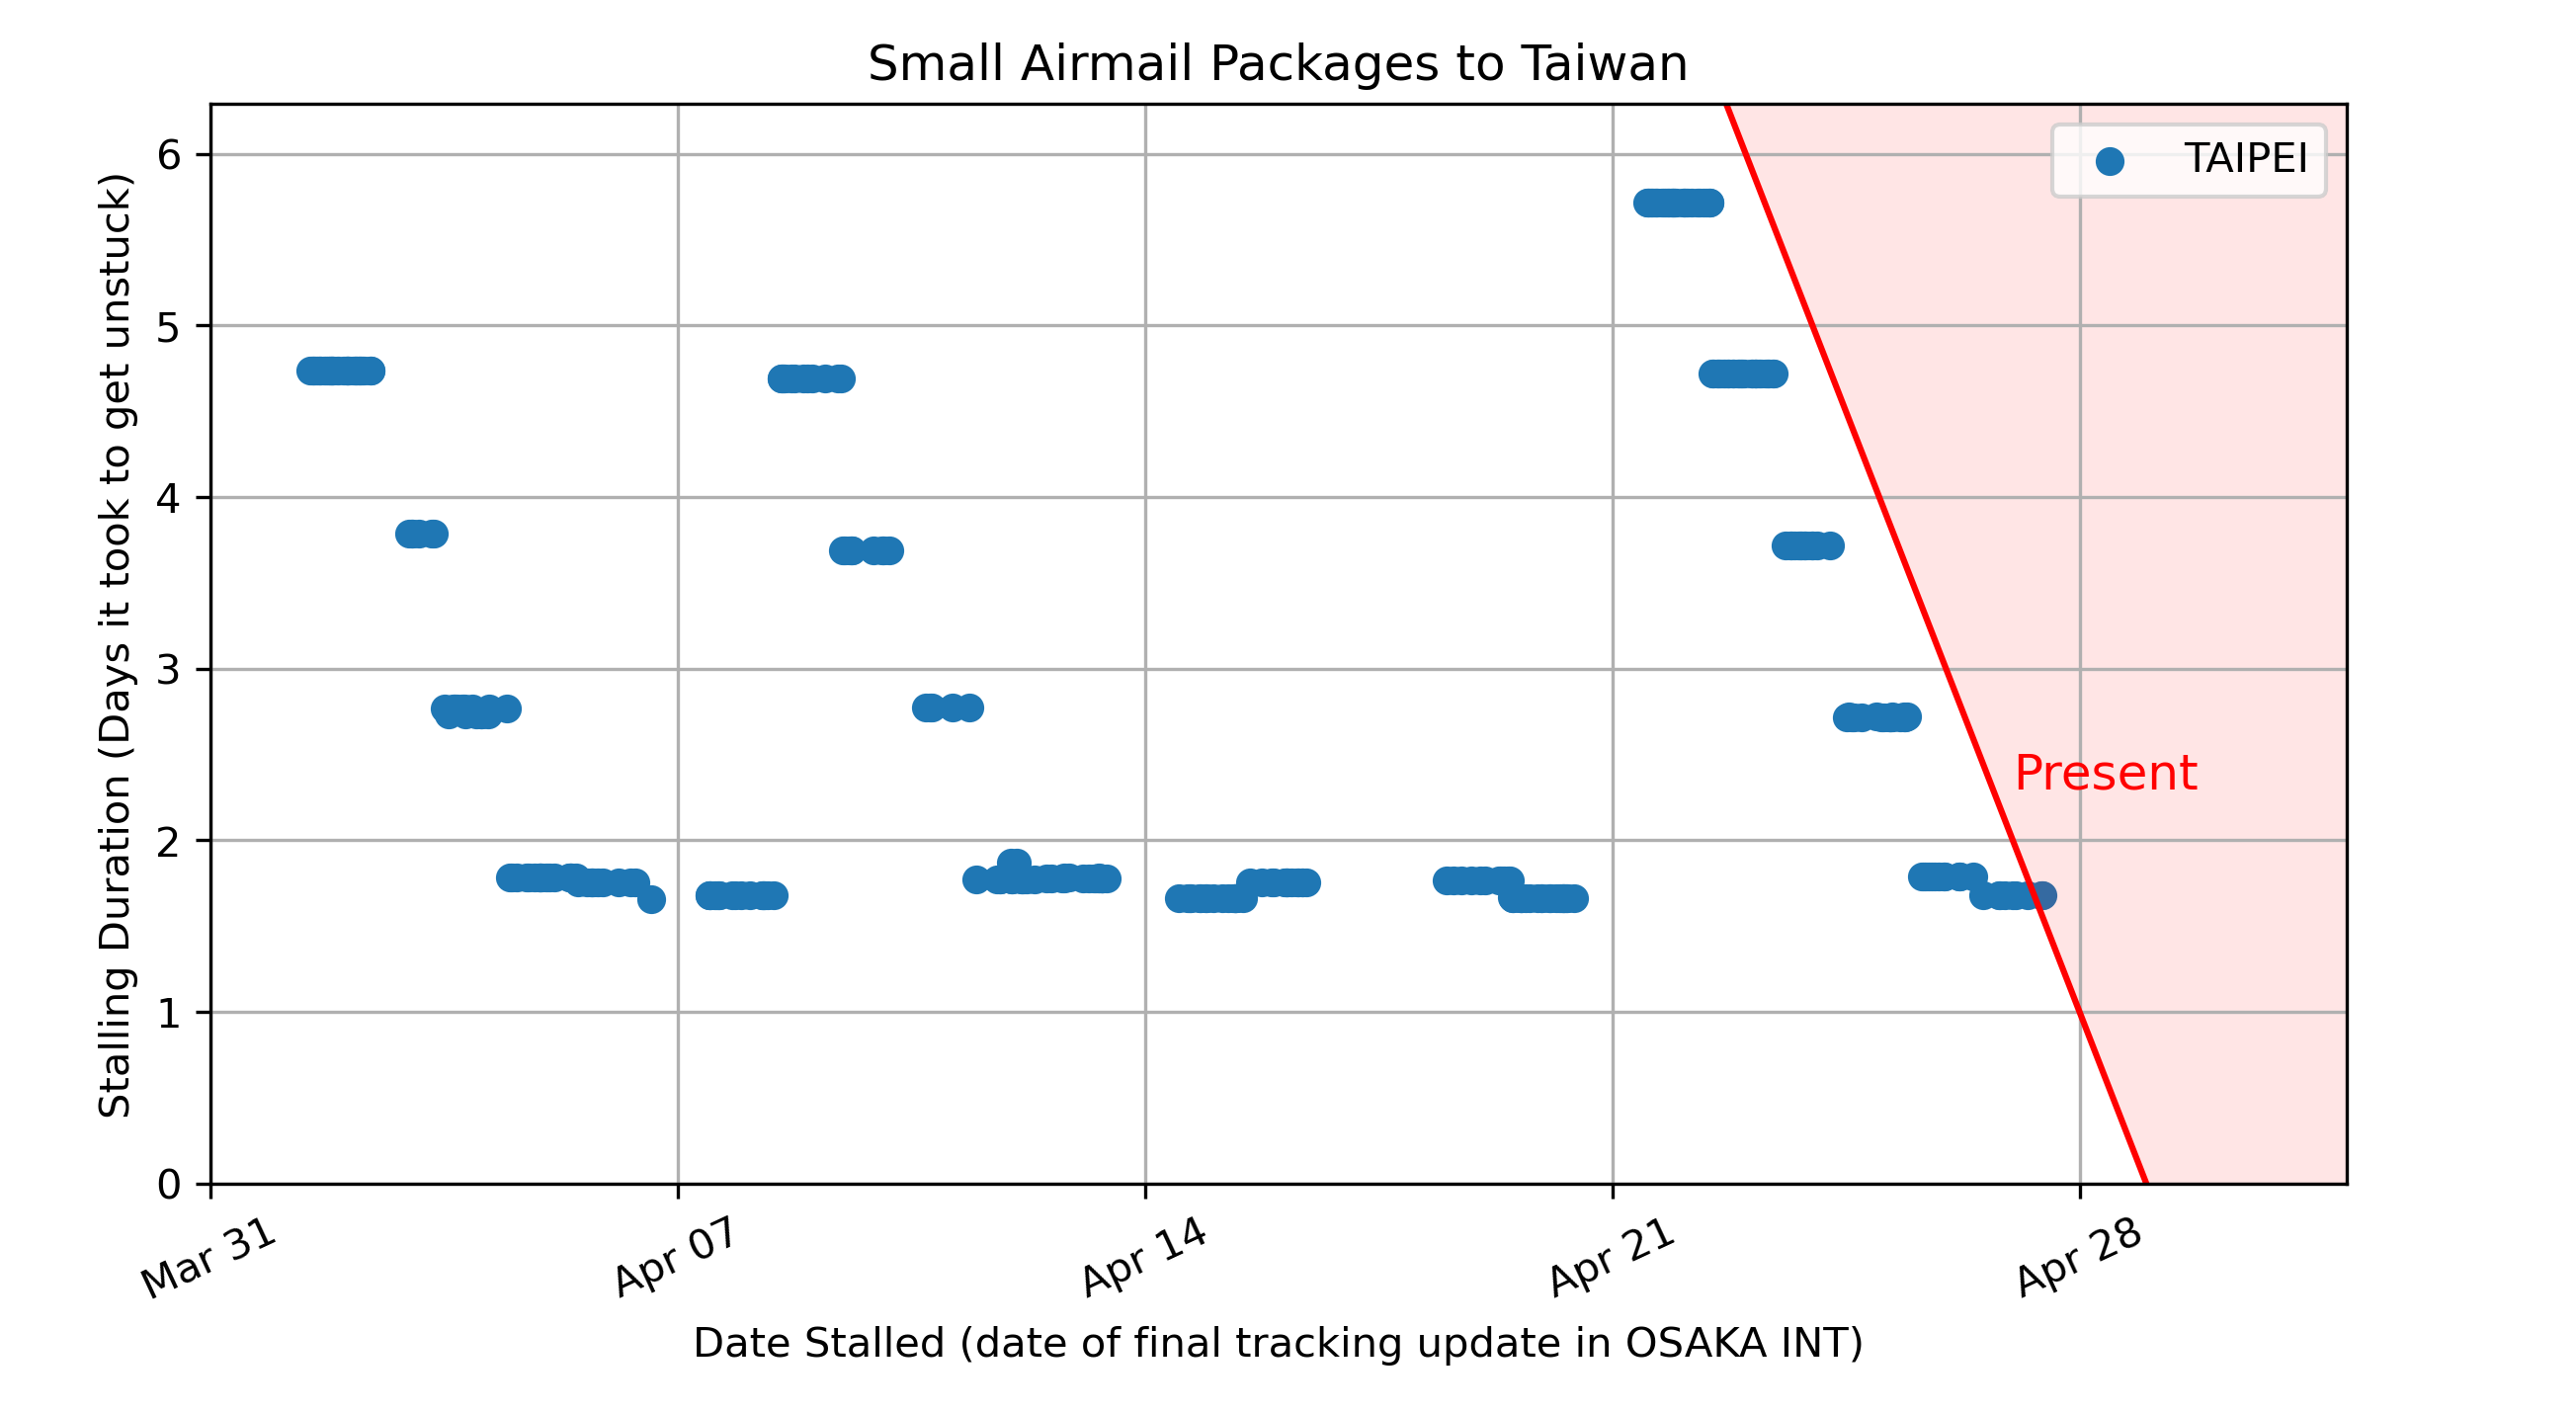 Small Airmail Packages to Taiwan
TAIPEI
Stalling Duration (Days it took to get unstuck)
6
5
4
3
2
1
0
Present
Mar 31
Apr 07
Apr 14
Apr 21
Apr 28
Date Stalled (date of final tracking update in OSAKA INT)